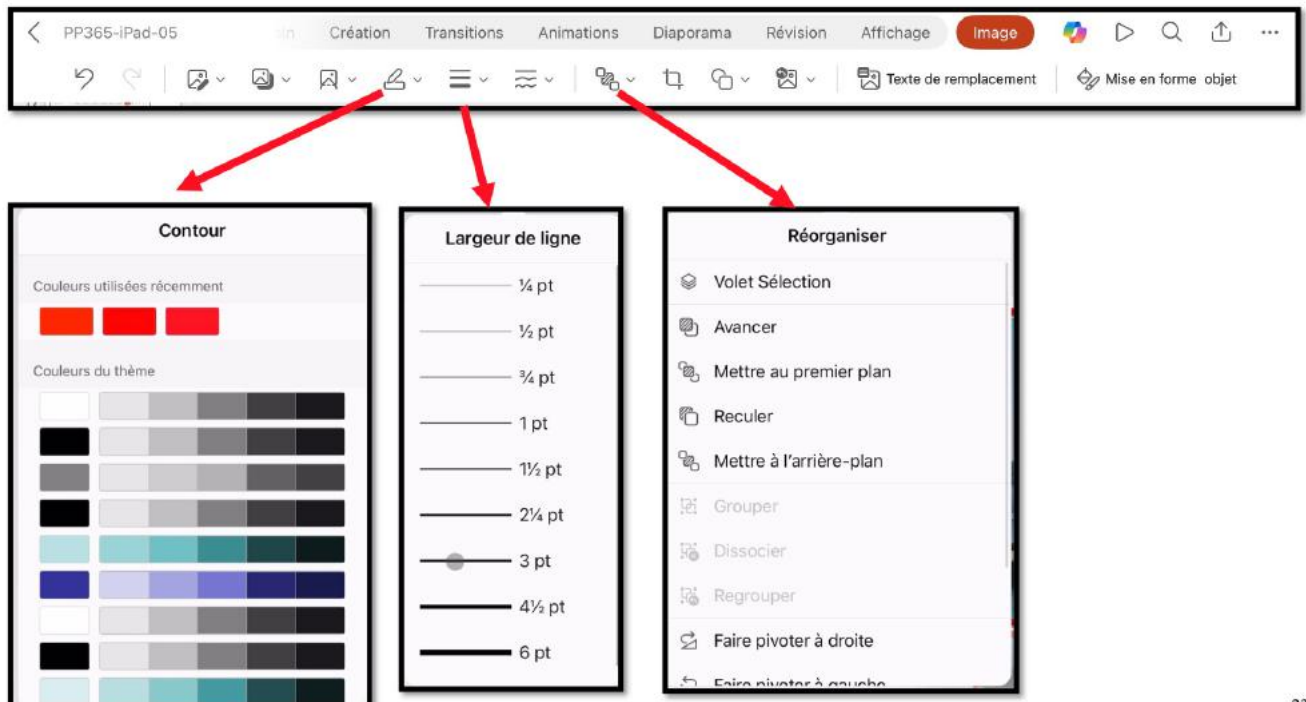 PP365-iPad-05 Création Transitions Animations Diaporama Révision Affichage Image
Texte de remplacement Mise en forme objet
Contour
Couleurs utilisées récemment
Couleurs du thème
Largeur de ligne
¼ pt
½ pt
¾ pt
1 pt
1½ pt
2¼ pt
3 pt
4½ pt
6 pt
Réorganiser
Volet Sélection
Avancer
Mettre au premier plan
Reculer
Mettre à l'arrière-plan
Grouper
Dissocier
Regrouper
Faire pivoter à droite
Faire pivoter à gauche